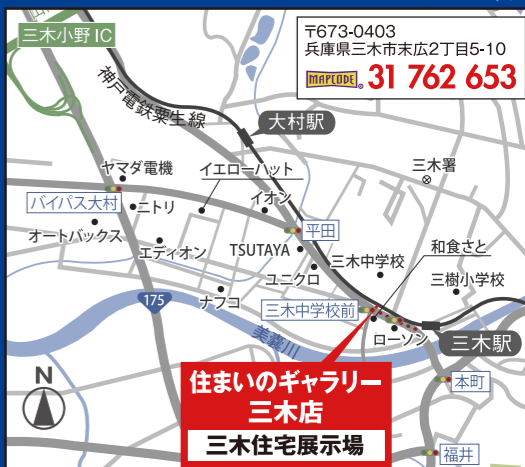 三木小野IC
〒673-0403
兵庫県三木市末広2丁目5-10
MAPCODE® 31 762 653
神戸電鉄粟生線
大村駅
三木署
ヤマダ電機
イエローハット
バイパス大村
ニトリ
イオン
オートバックス
平田
和食さと
エディオン
TSUTAYA
三木中学校
ユニクロ
三樹小学校
175
ナフコ
三木中学校前
ローソン
美嚢川
三木駅
住まいのギャラリー
三木店
三木住宅展示場
本町
N
福井